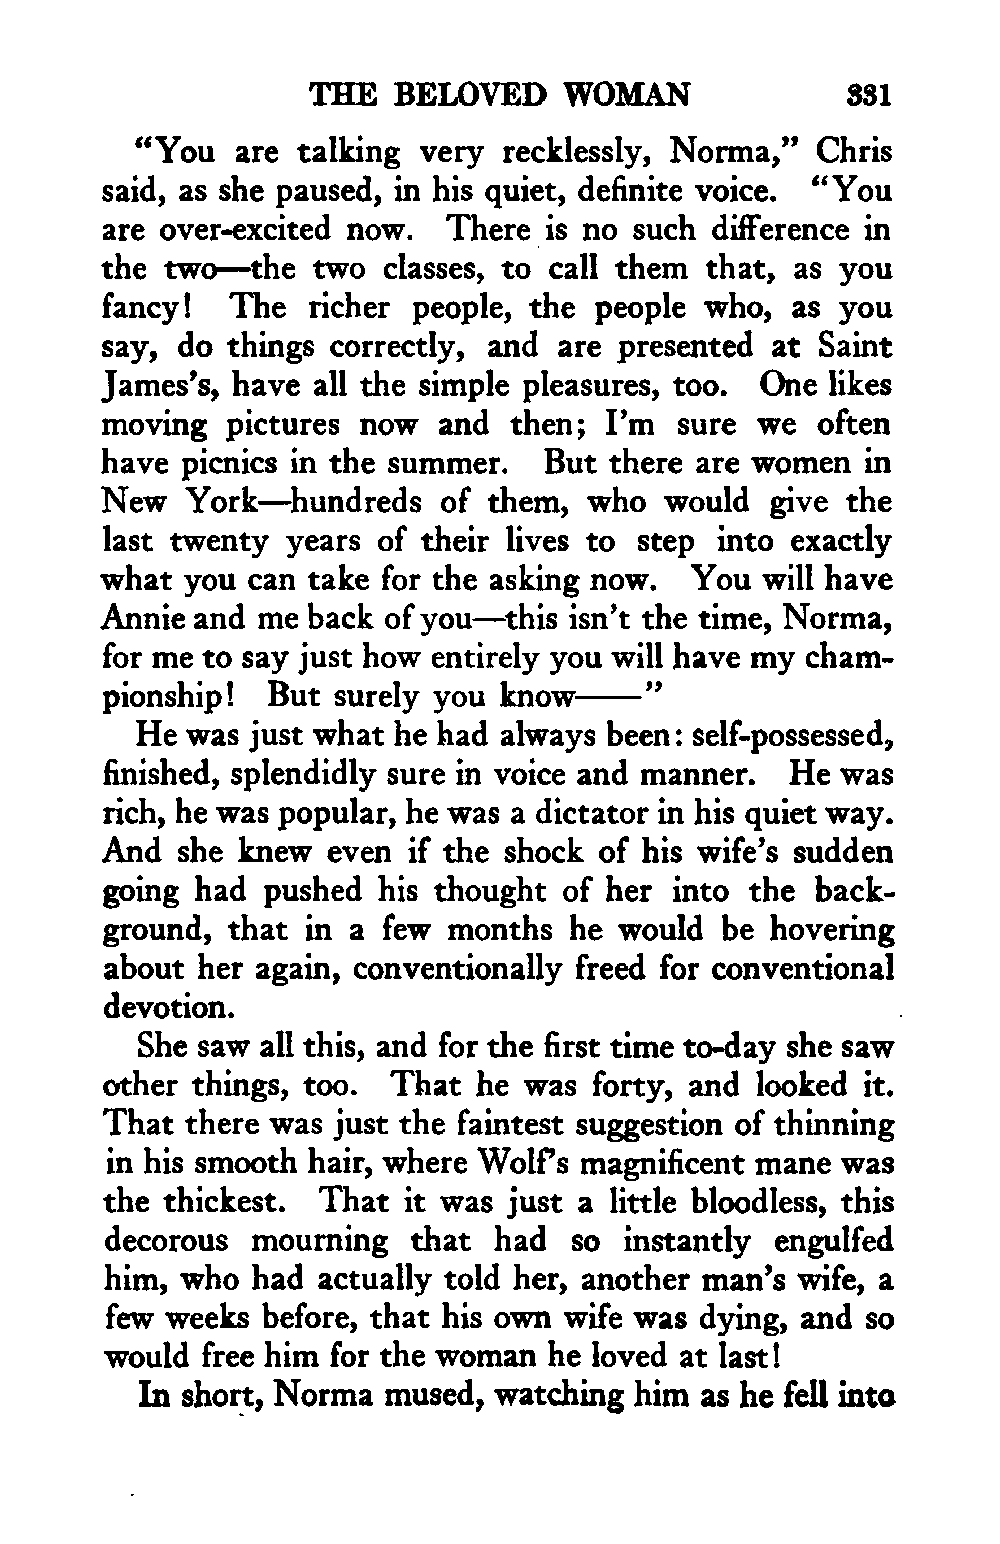 THE BELOVED WOMAN 331
“You are talking very recklessly, Norma,” Chris
said, as she paused, in his quiet, definite voice. “You
are over-excited now. There is no such difference in
the two—the two classes, to call them that, as you
fancy! The richer people, the people who, as you
say, do things correctly, and are presented at Saint
James’s, have all the simple pleasures, too. One likes
moving pictures now and then; I’m sure we often
have picnics in the summer. But there are women in
New York—hundreds of them, who would give the
last twenty years of their lives to step into exactly
what you can take for the asking now. You will have
Annie and me back of you—this isn’t the time, Norma,
for me to say just how entirely you will have my cham-
pionship! But surely you know——”
He was just what he had always been: self-possessed,
finished, splendidly sure in voice and manner. He was
rich, he was popular, he was a dictator in his quiet way.
And she knew even if the shock of his wife’s sudden
going had pushed his thought of her into the back-
ground, that in a few months he would be hovering
about her again, conventionally freed for conventional
devotion.
She saw all this, and for the first time to-day she saw
other things, too. That he was forty, and looked it.
That there was just the faintest suggestion of thinning
in his smooth hair, where Wolf’s magnificent mane was
the thickest. That it was just a little bloodless, this
decorous mourning that had so instantly engulfed
him, who had actually told her, another man’s wife, a
few weeks before, that his own wife was dying, and so
would free him for the woman he loved at last!
In short, Norma mused, watching him as he fell into